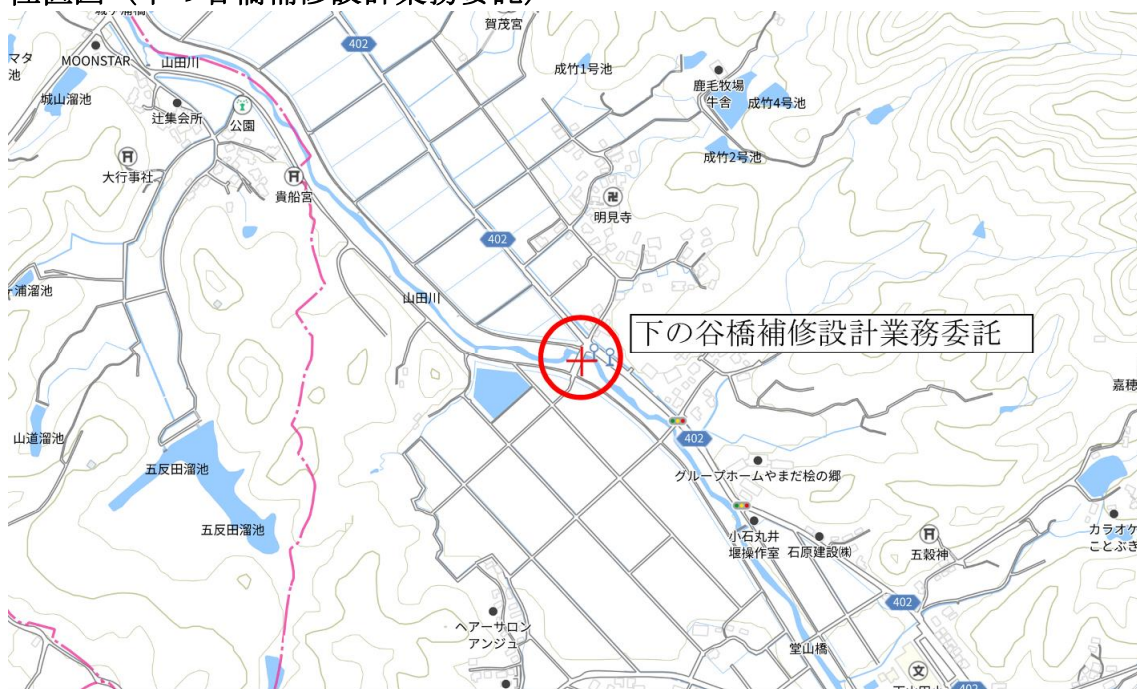 位置図（下の谷橋補修設計業務委託）
賀茂宮
402
マタ
池
MOONSTAR
山田川
成竹1号池
鹿毛牧場
牛舎
成竹4号池
城山溜池
辻集会所
公園
成竹2号池
大行事社
貴船宮
明見寺
402
浦溜池
山田川
下の谷橋補修設計業務委託
嘉穂
山道溜池
402
五反田溜池
グループホームやまだ桧の郷
五反田溜池
小石丸井
堰操作室
石原建設㈱
五穀神
カラオケ
ことぶき
402
ヘアーサロン
アンジュ
堂山橋
文
402